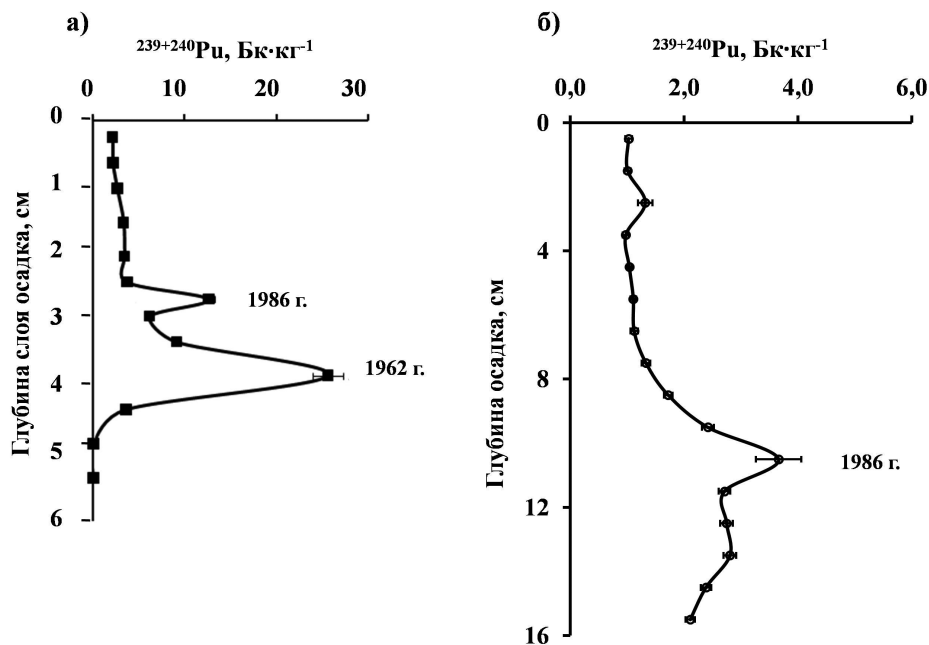 а)
²³⁹⁺²⁴⁰Pu, Бк·кг⁻¹
0 10 20 30
Глубина слоя осадка, см
0
1
2
3
4
5
6
1986 г.
1962 г.
б)
²³⁹⁺²⁴⁰Pu, Бк·кг⁻¹
0,0 2,0 4,0 6,0
Глубина осадка, см
0
4
8
12
16
1986 г.